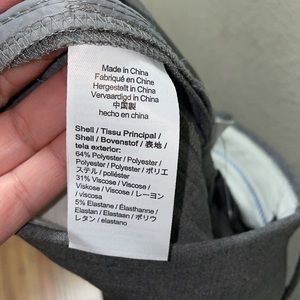 Made in China
Fabriqué en China
Hergestellt in China
Vervaardigd in China
中国製
hecho en china
Shell / Tissu Principal /
Shell / Bovenstof / 表地 /
tela exterior:
64% Polyester / Polyester /
Polyester / Polyester / ポリエ
ステル / poliéster
31% Viscose / Viscose /
Viskose / Viscose / レーヨン
/ viscosa
5% Elastane / Élasthanne /
Elastan / Elastaan / ポリウ
レタン / elastano